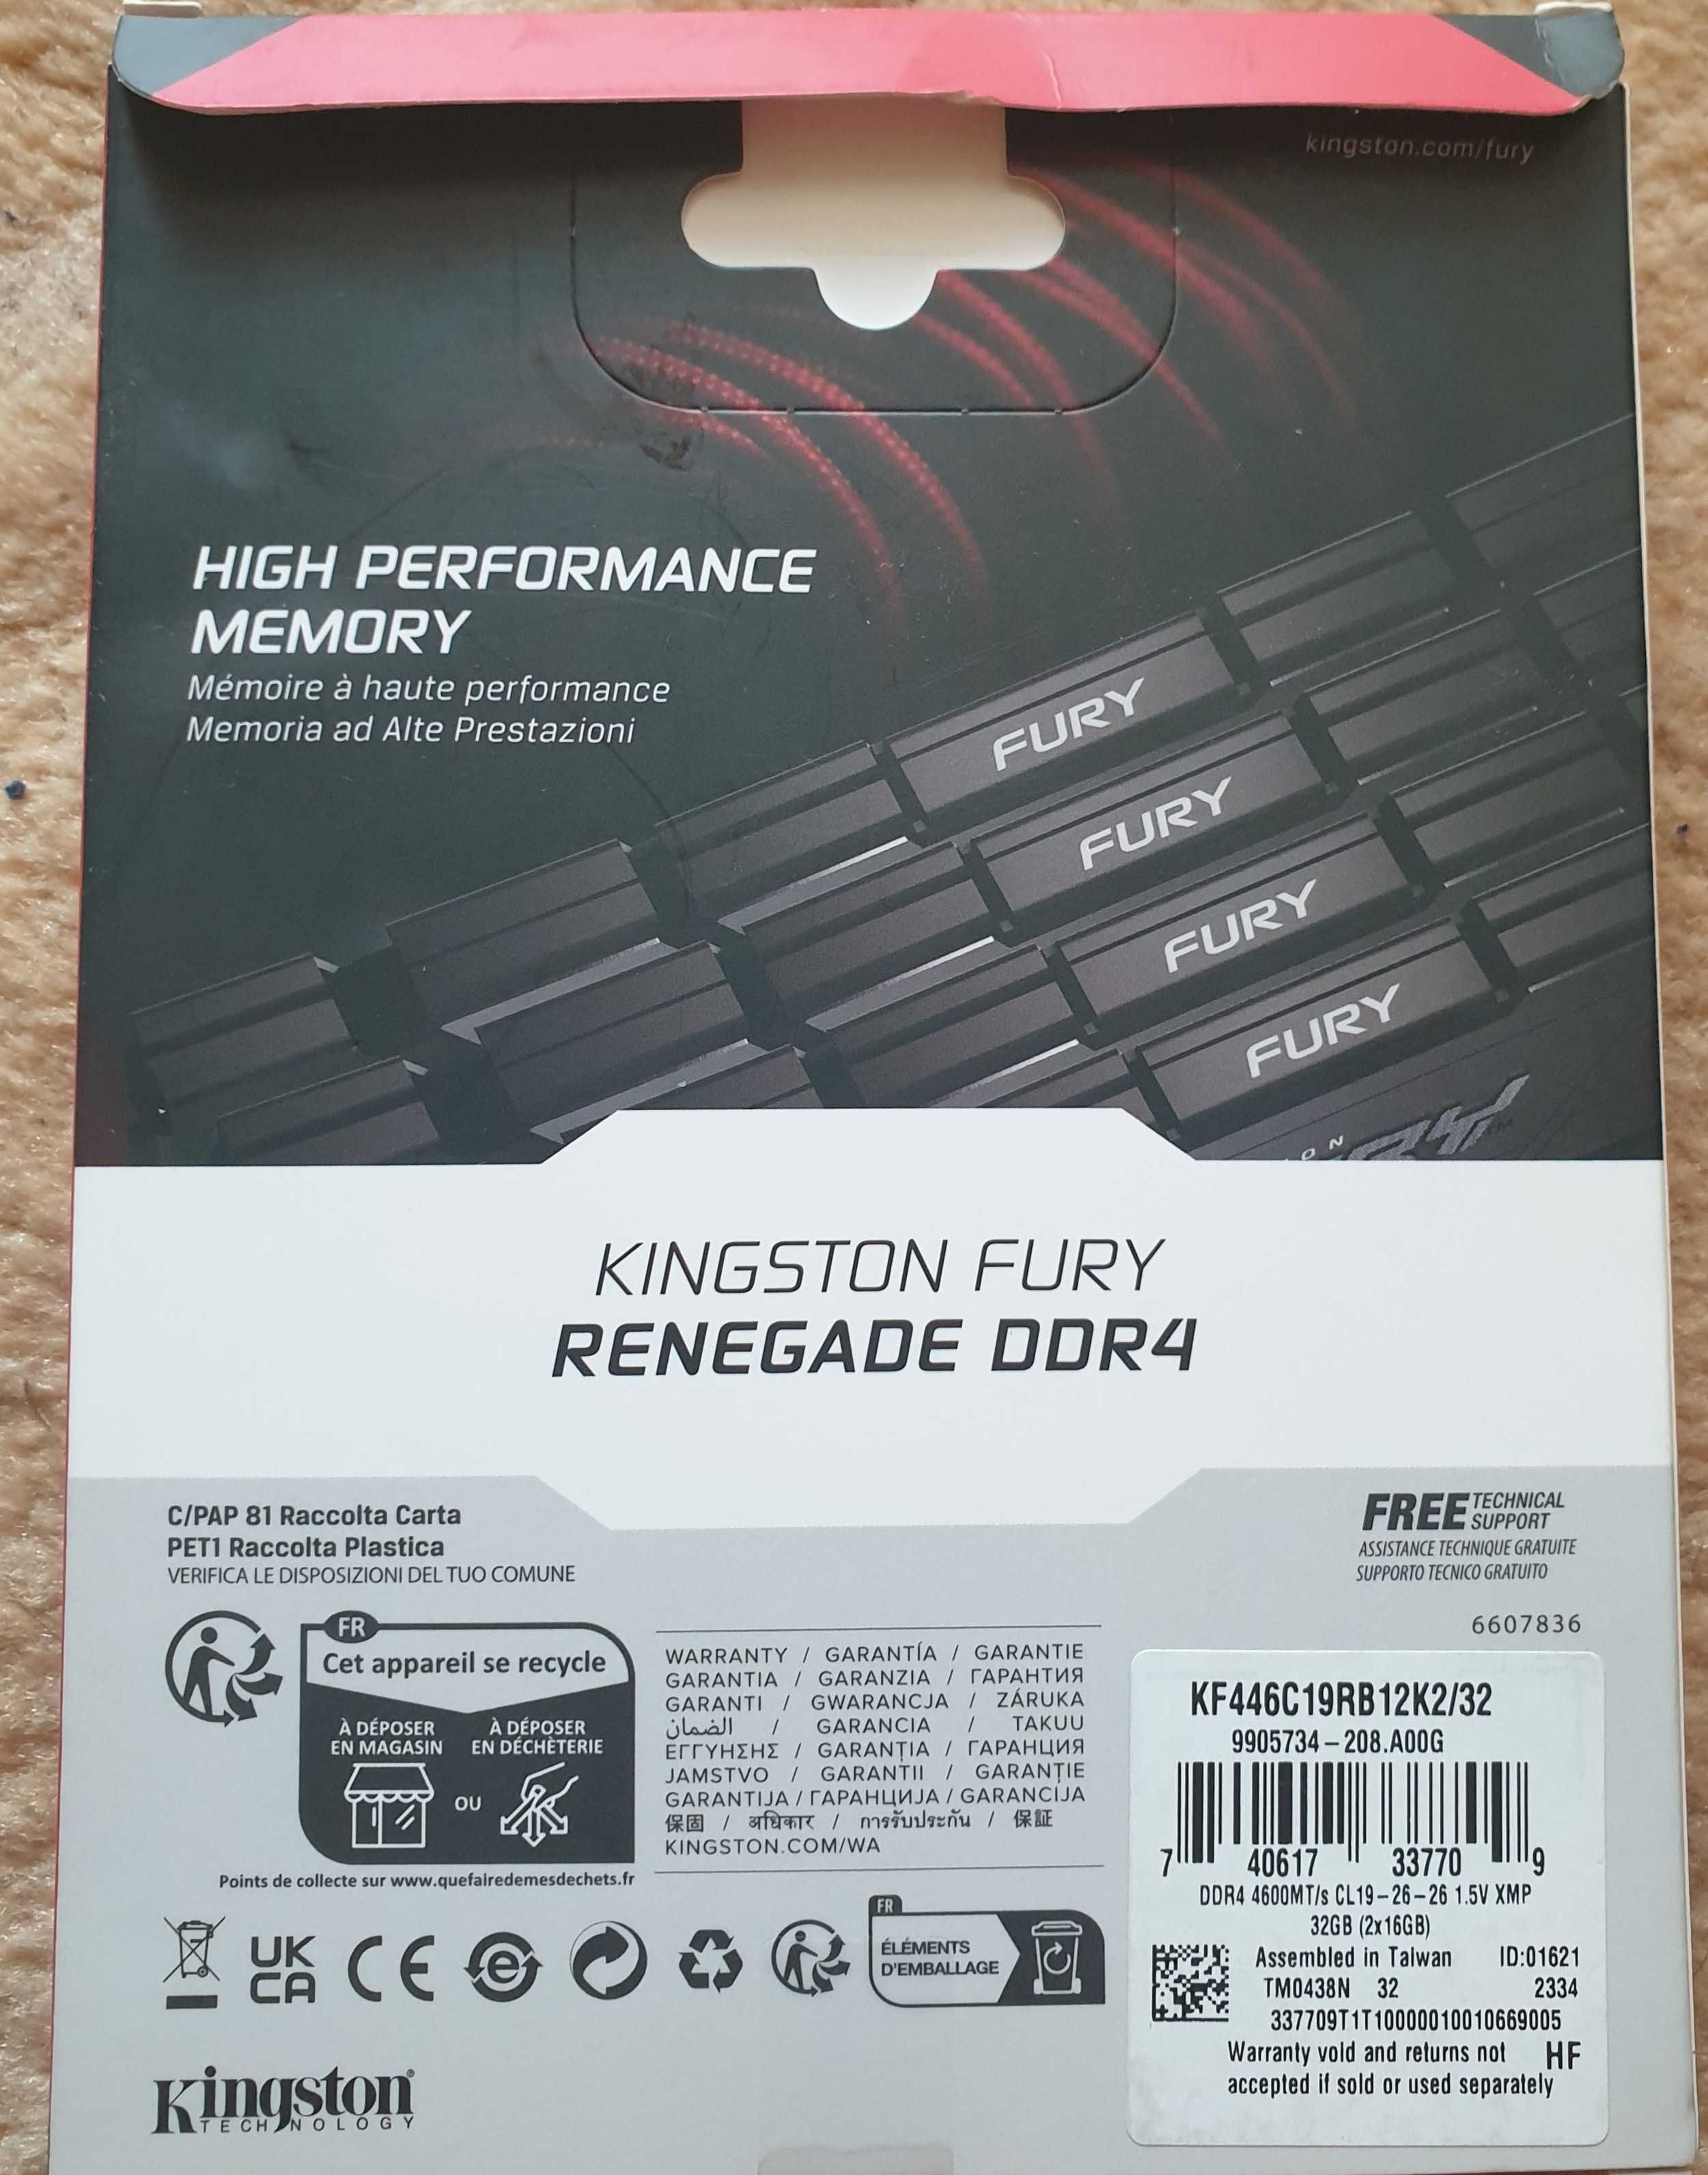 kingston.com/fury
HIGH PERFORMANCE
MEMORY
Mémoire à haute performance
Memoria ad Alte Prestazioni
FURY
FURY
FURY
FURY
KINGSTON FURY
RENEGADE DDR4
C/PAP 81 Raccolta Carta
PET1 Raccolta Plastica
VERIFICA LE DISPOSIZIONI DEL TUO COMUNE
FREE TECHNICAL SUPPORT
ASSISTANCE TECHNIQUE GRATUITE
SUPPORTO TECNICO GRATUITO
6607836
FR
Cet appareil se recycle
À DÉPOSER EN MAGASIN
OU
À DÉPOSER EN DÉCHÈTERIE
Points de collecte sur www.quefairedemesdechets.fr
WARRANTY / GARANTÍA / GARANTIE
GARANTIA / GARANZIA / ГАРАНТИЯ
GARANTI / GWARANCJA / ZÁRUKA
الضمان / GARANCIA / TAKUU
ΕΓΓΥΗΣΗΣ / GARANȚIA / ГАРАНЦИЯ
JAMSTVO / GARANTII / GARANȚIE
GARANTIJA / ГАРАНЦИЈА / GARANCIJA
保固 / अधिकार / การรับประกัน / 保証
KINGSTON.COM/WA
KF446C19RB12K2/32
9905734-208.A00G
7 40617 33770 9
DDR4 4600MT/s CL19-26-26 1.5V XMP
32GB (2x16GB)
Assembled in Taiwan ID:01621
TM0438N 32 2334
337709T1T10000010010669005
Warranty void and returns not HF
accepted if sold or used separately
UK
CA
CE
e
FR
ÉLÉMENTS
D'EMBALLAGE
Kingston
TECHNOLOGY